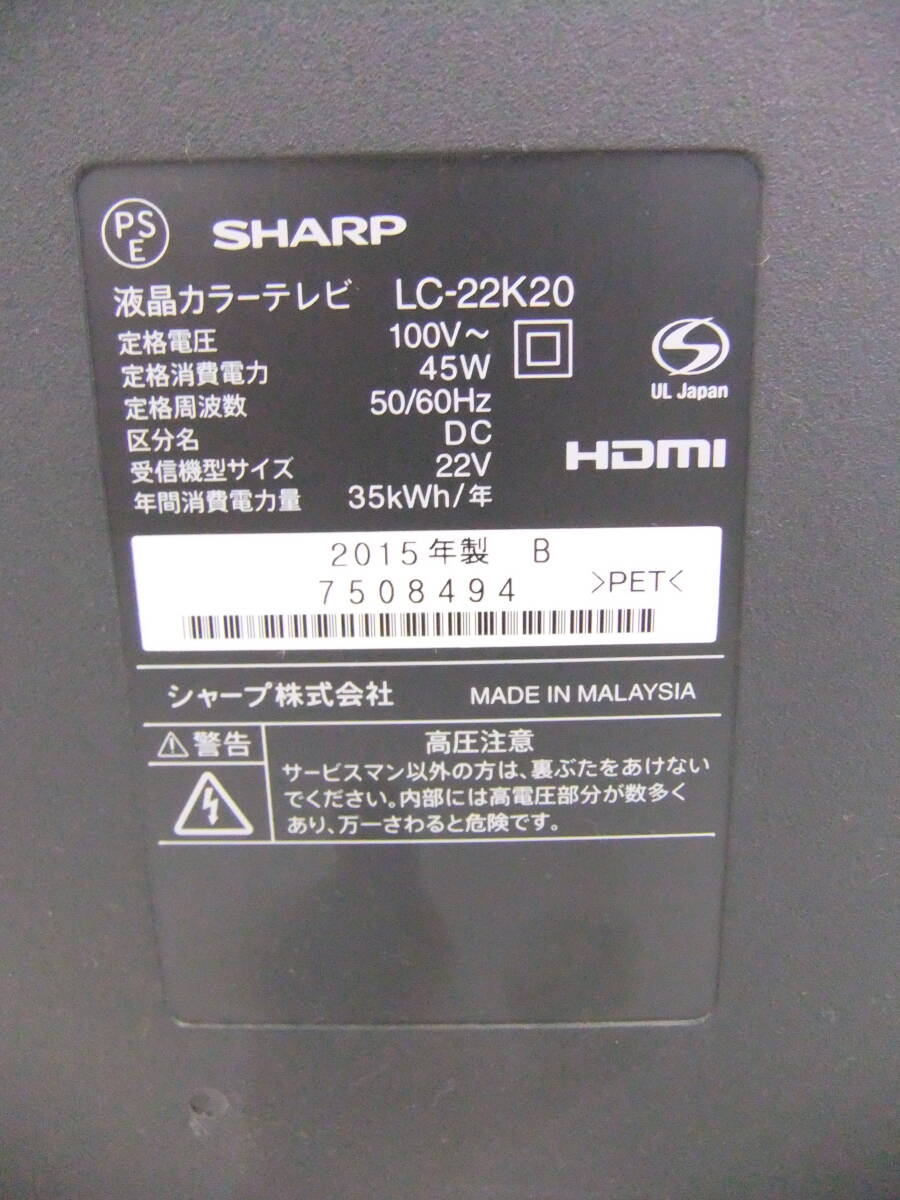 PSE SHARP
液晶カラーテレビ LC-22K20
定格電圧 100V～
定格消費電力 45W
定格周波数 50/60Hz
区分名 DC
受信機型サイズ 22V
年間消費電力量 35kWh/年
S
UL Japan
HDMI
2015年製 B
7508494 >PET<
シャープ株式会社 MADE IN MALAYSIA
⚠警告
高圧注意
サービスマン以外の方は、裏ぶたをあけない
でください。内部には高電圧部分が数多く
あり、万一さわると危険です。